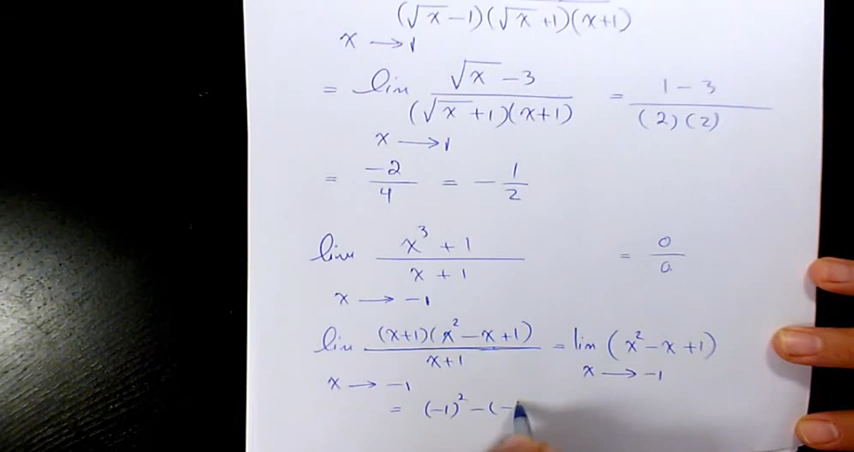 (√x − 1)(√x + 1)(x+1)
x → 1
= lim (√x − 3)/((√x + 1)(x+1)) = (1 − 3)/((2)(2))
x → 1
= −2/4 = − 1/2
lim (x³ + 1)/(x + 1) = 0/0
x → −1
lim ((x+1)(x² − x + 1))/(x+1) = lim (x² − x + 1)
x → −1 x → −1
= (−1)² − (−